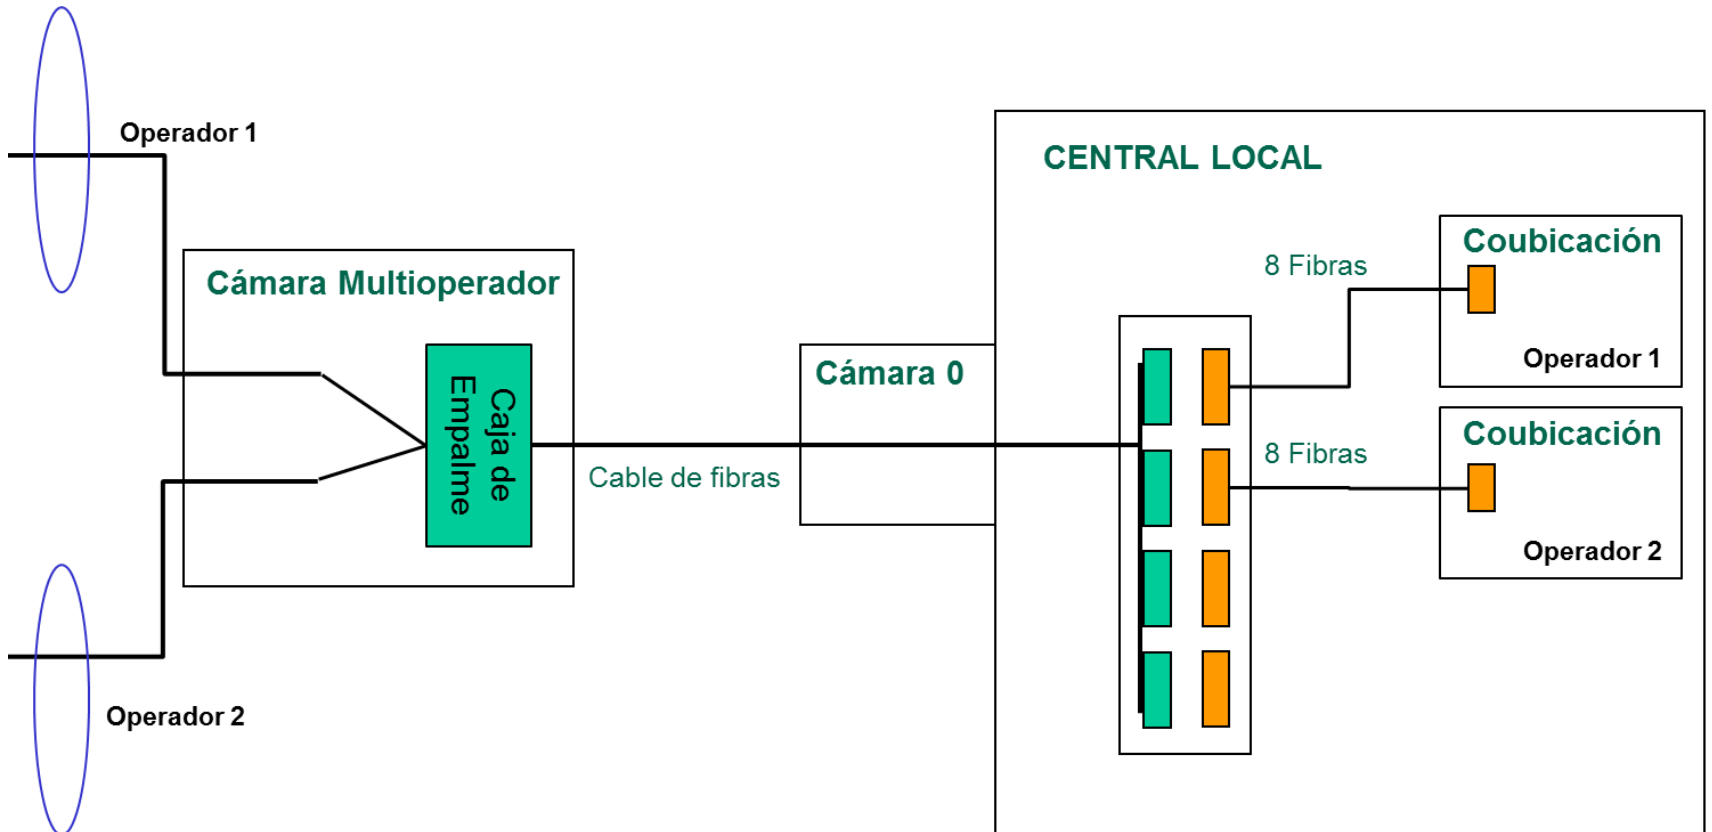 Operador 1
CENTRAL LOCAL
Coubicación
8 Fibras
Operador 1
Cámara Multioperador
Caja de
Empalme
Cámara 0
Cable de fibras
Coubicación
8 Fibras
Operador 2
Operador 2